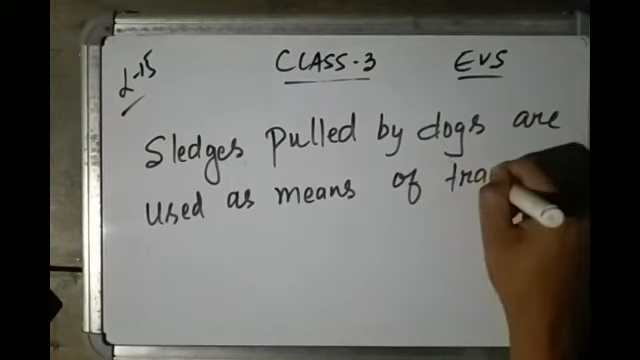 L-15 CLASS-3 EVS
Sledges pulled by dogs are
used as means of tra